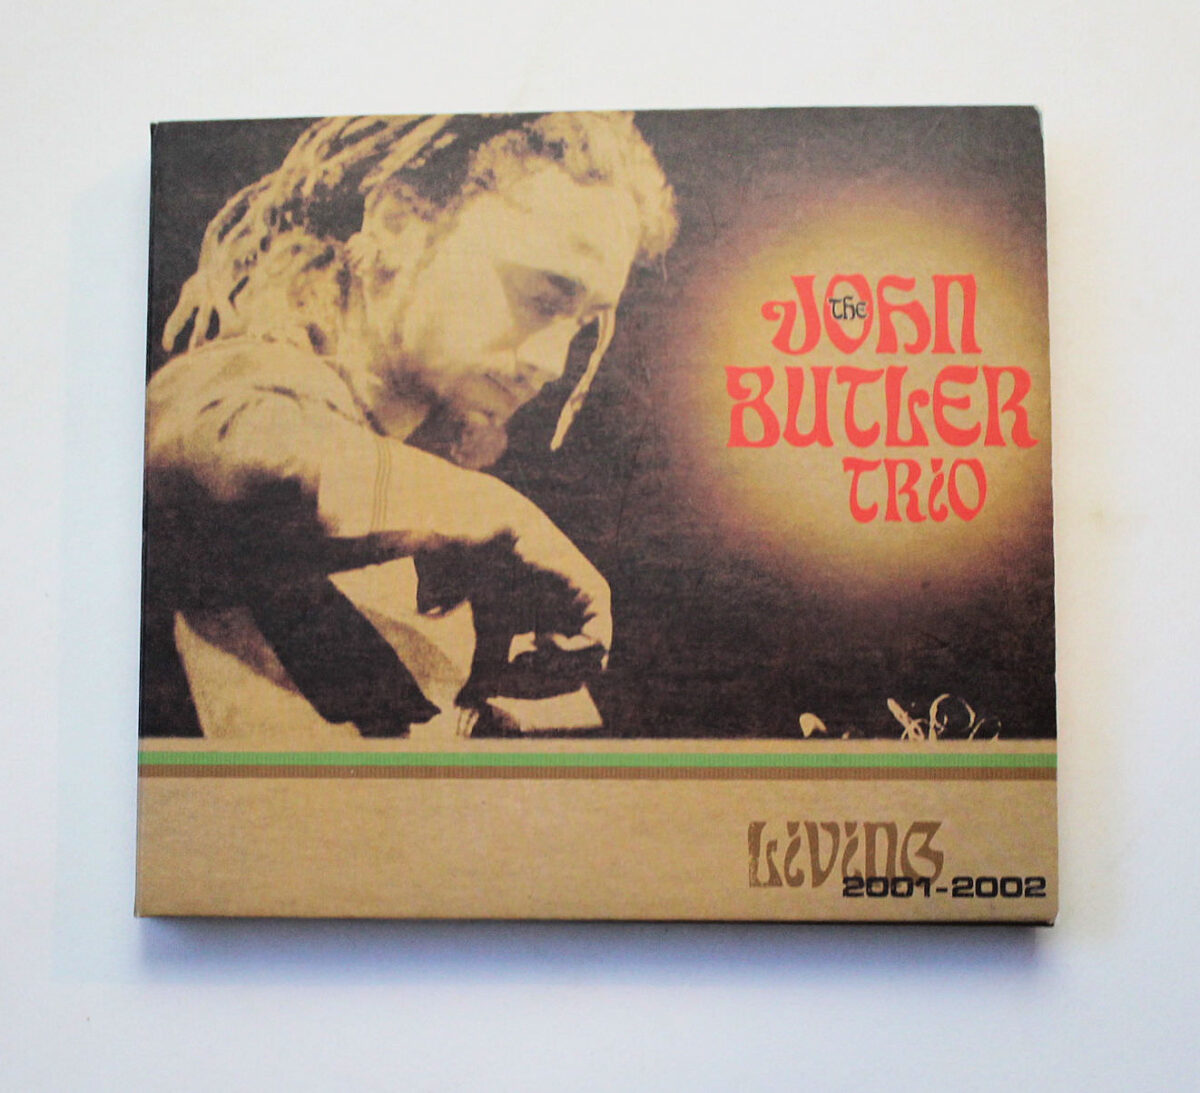 THE
JOHN
BUTLER
TRiO
LiViNG
2001-2002